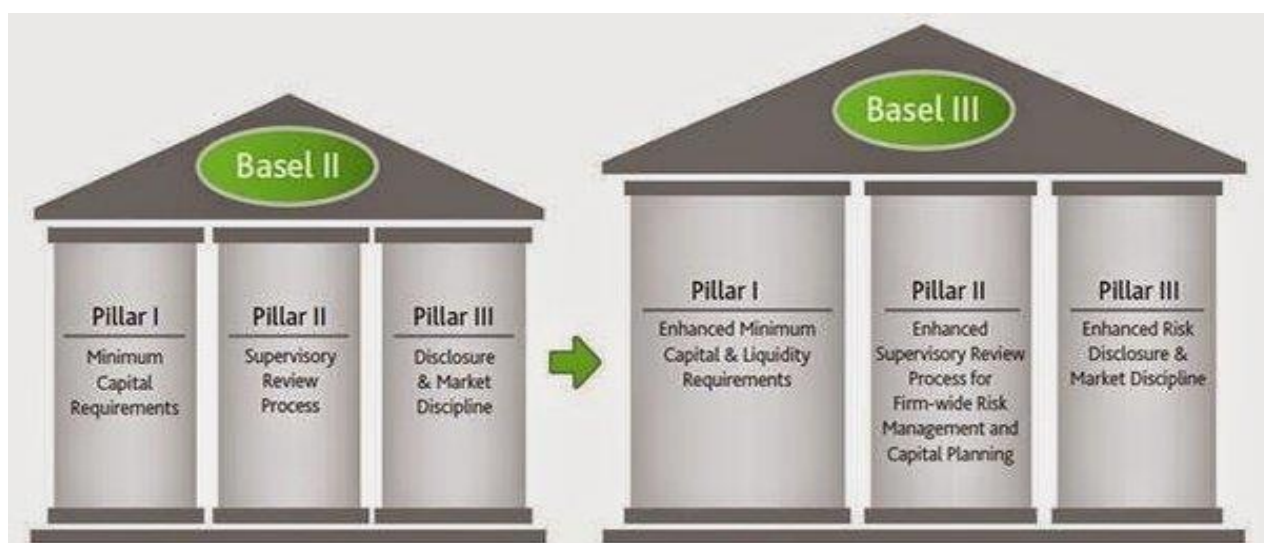 Basel II
Pillar I
Minimum
Capital
Requirements
Pillar II
Supervisory
Review
Process
Pillar III
Disclosure
& Market
Discipline
Basel III
Pillar I
Enhanced Minimum
Capital & Liquidity
Requirements
Pillar II
Enhanced
Supervisory Review
Process for
Firm-wide Risk
Management and
Capital Planning
Pillar III
Enhanced Risk
Disclosure &
Market Discipline